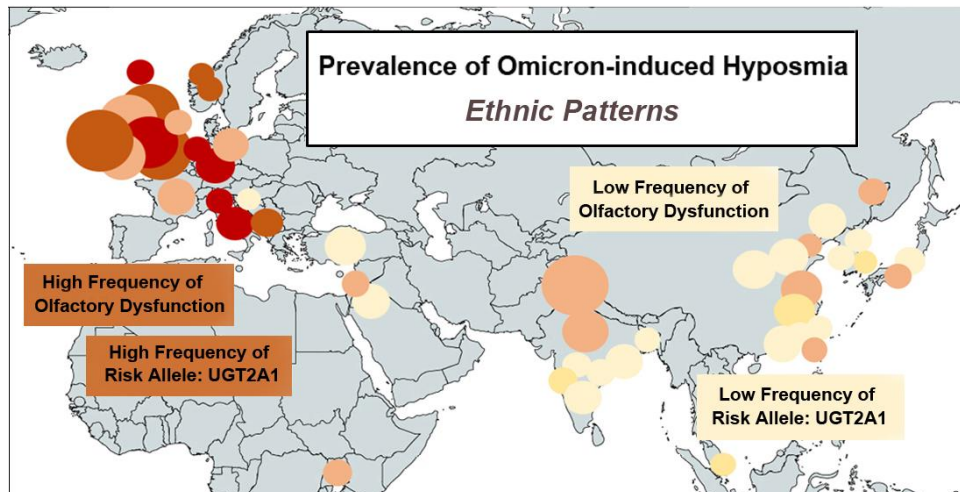 Prevalence of Omicron-induced Hyposmia
Ethnic Patterns
Low Frequency of
Olfactory Dysfunction
High Frequency of
Olfactory Dysfunction
High Frequency of
Risk Allele: UGT2A1
Low Frequency of
Risk Allele: UGT2A1